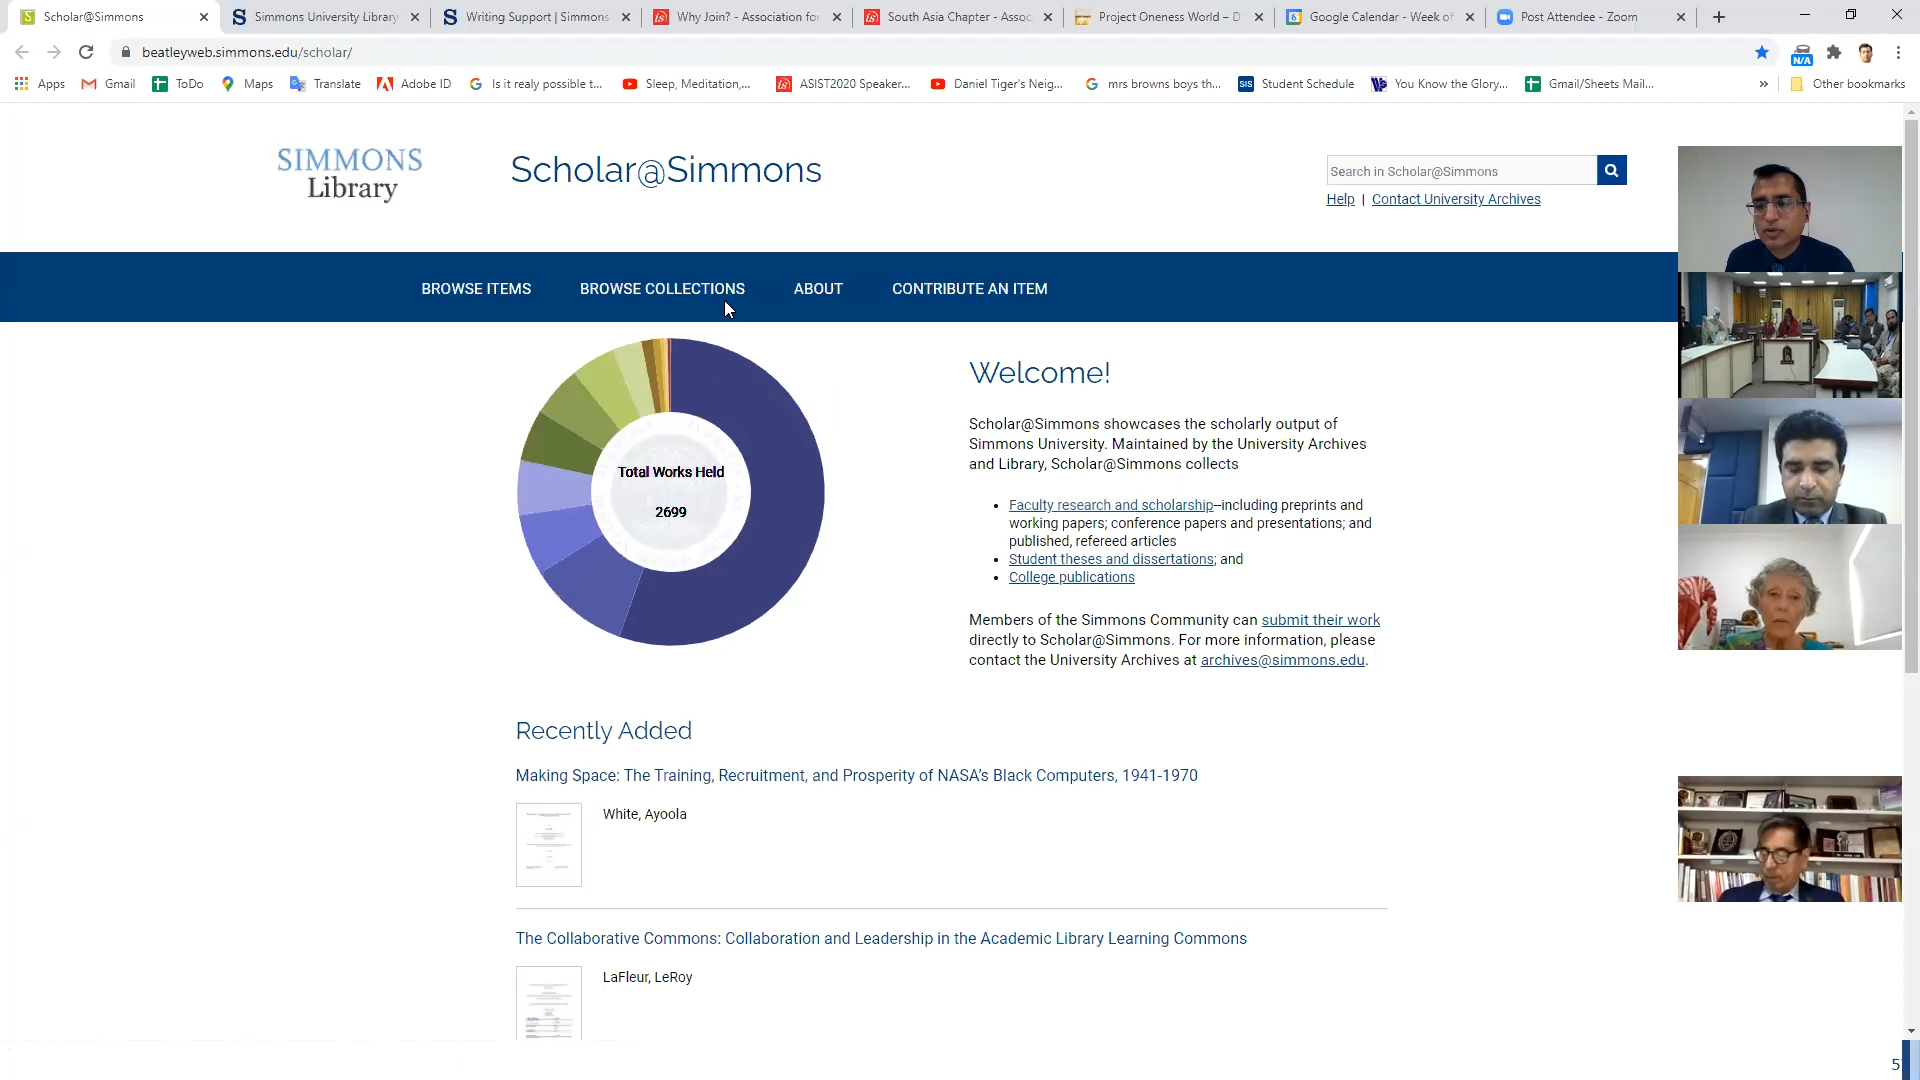 Scholar@Simmons
Simmons University Library
Writing Support | Simmons
Why Join? - Association for
South Asia Chapter - Assoc
Project Oneness World – D
Google Calendar - Week of
Post Attendee - Zoom
beatleyweb.simmons.edu/scholar/
N/A
Apps
Gmail
ToDo
Maps
Translate
Adobe ID
Is it realy possible t...
Sleep, Meditation,...
ASIST2020 Speaker...
Daniel Tiger's Neig...
mrs browns boys th...
SIS
Student Schedule
You Know the Glory...
Gmail/Sheets Mail...
»
Other bookmarks
SIMMONS
Library
Scholar@Simmons
Search in Scholar@Simmons
Help | Contact University Archives
BROWSE ITEMS
BROWSE COLLECTIONS
ABOUT
CONTRIBUTE AN ITEM
Total Works Held
2699
Welcome!
Scholar@Simmons showcases the scholarly output of
Simmons University. Maintained by the University Archives
and Library, Scholar@Simmons collects
• Faculty research and scholarship--including preprints and
working papers; conference papers and presentations; and
published, refereed articles
• Student theses and dissertations; and
• College publications
Members of the Simmons Community can submit their work
directly to Scholar@Simmons. For more information, please
contact the University Archives at archives@simmons.edu.
Recently Added
Making Space: The Training, Recruitment, and Prosperity of NASA's Black Computers, 1941-1970
White, Ayoola
The Collaborative Commons: Collaboration and Leadership in the Academic Library Learning Commons
LaFleur, LeRoy
5